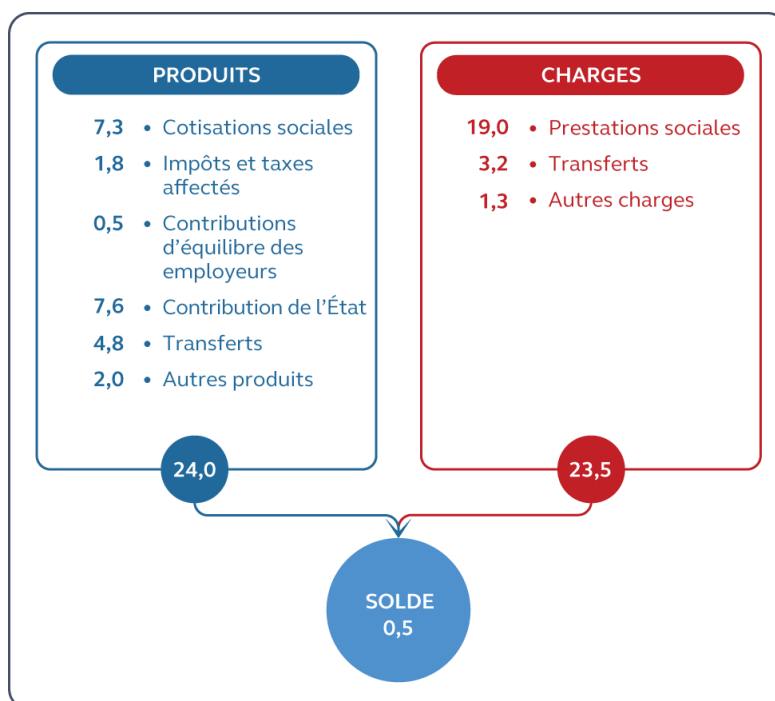 PRODUITS
7,3 • Cotisations sociales
1,8 • Impôts et taxes
affectés
0,5 • Contributions
d'équilibre des
employeurs
7,6 • Contribution de l'État
4,8 • Transferts
2,0 • Autres produits
24,0
CHARGES
19,0 • Prestations sociales
3,2 • Transferts
1,3 • Autres charges
23,5
SOLDE
0,5